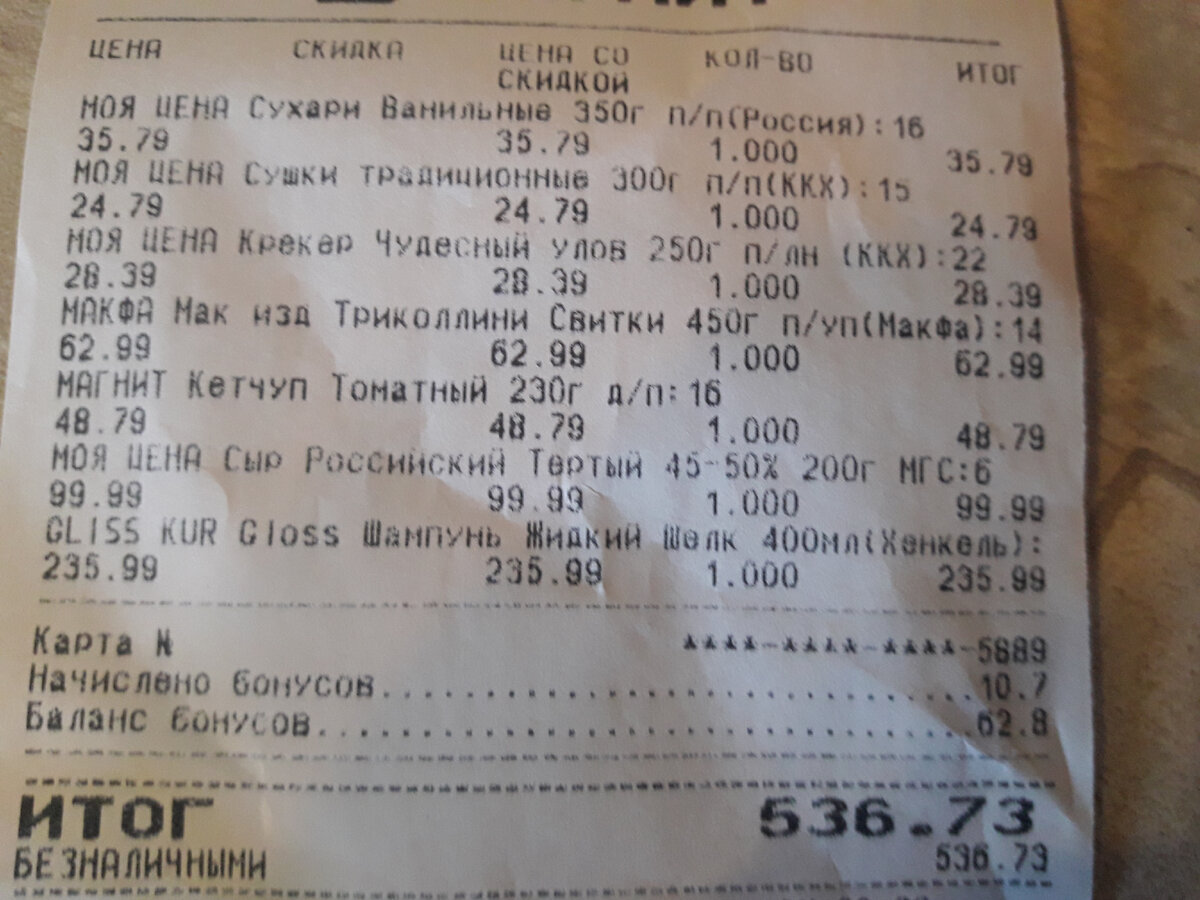 ЦЕНА СКИДКА ЦЕНА СО СКИДКОЙ КОЛ-ВО ИТОГ
МОЯ ЦЕНА Сухари Ванильные 350г п/п(Россия):16
35.79 35.79 1.000 35.79
МОЯ ЦЕНА Сушки традиционные 300г п/п(ККХ):15
24.79 24.79 1.000 24.79
МОЯ ЦЕНА Крекер Чудесный улов 250г п/лн (ККХ):22
28.39 28.39 1.000 28.39
МАКФА Мак изд Триколлини Свитки 450г п/уп(Макфа):14
62.99 62.99 1.000 62.99
МАГНИТ Кетчуп Томатный 230г д/п:16
48.79 48.79 1.000 48.79
МОЯ ЦЕНА Сыр Российский Тертый 45-50% 200г МГС:6
99.99 99.99 1.000 99.99
GLISS KUR Gloss Шампунь Жидкий Шелк 400мл(Хенкель):
235.99 235.99 1.000 235.99
Карта № ****-****-****-5889
Начислено бонусов....................................10.7
Баланс бонусов.......................................62.8
ИТОГ 536.73
БЕЗНАЛИЧНЫМИ 536.73